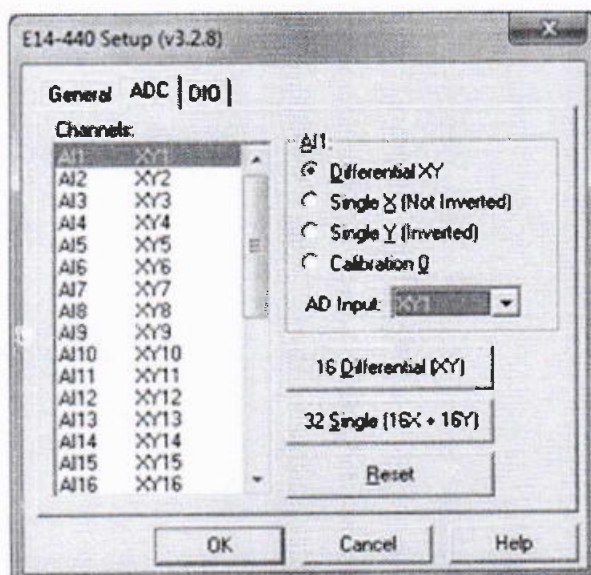 E14-440 Setup (v3.2.8)
General ADC DIO
Channels:
AI1 XY1
AI2 XY2
AI3 XY3
AI4 XY4
AI5 XY5
AI6 XY6
AI7 XY7
AI8 XY8
AI9 XY9
AI10 XY10
AI11 XY11
AI12 XY12
AI13 XY13
AI14 XY14
AI15 XY15
AI16 XY16
AI1:
Differential XY
Single X (Not Inverted)
Single Y (Inverted)
Calibration 0
AD Input: XY1
16 Differential (XY)
32 Single (16X + 16Y)
Reset
OK Cancel Help